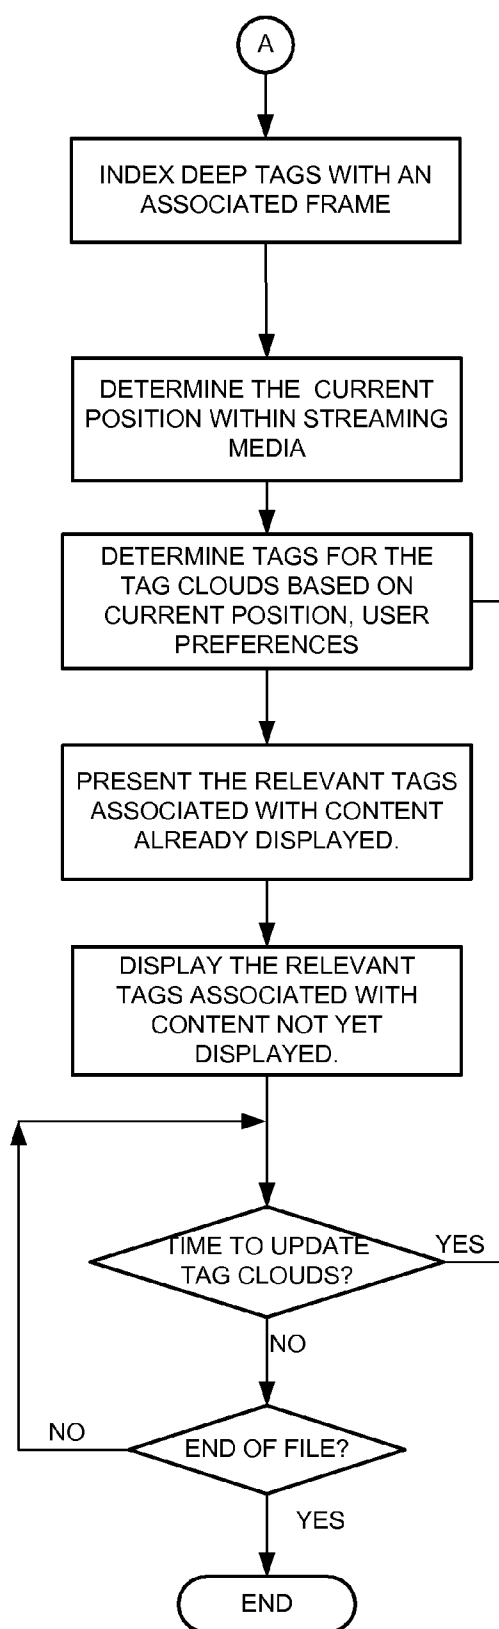 A
INDEX DEEP TAGS WITH AN
ASSOCIATED FRAME
DETERMINE THE CURRENT
POSITION WITHIN STREAMING
MEDIA
DETERMINE TAGS FOR THE
TAG CLOUDS BASED ON
CURRENT POSITION, USER
PREFERENCES
PRESENT THE RELEVANT TAGS
ASSOCIATED WITH CONTENT
ALREADY DISPLAYED.
DISPLAY THE RELEVANT
TAGS ASSOCIATED WITH
CONTENT NOT YET
DISPLAYED.
TIME TO UPDATE
TAG CLOUDS?
YES
NO
END OF FILE?
NO
YES
END